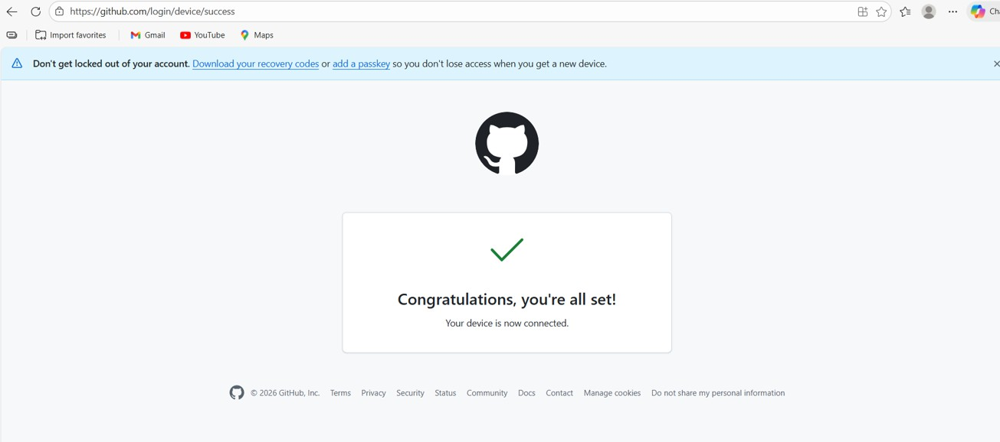 https://github.com/login/device/success
Import favorites Gmail YouTube Maps
Don't get locked out of your account. Download your recovery codes or add a passkey so you don't lose access when you get a new device.
Congratulations, you're all set!
Your device is now connected.
© 2026 GitHub, Inc. Terms Privacy Security Status Community Docs Contact Manage cookies Do not share my personal information